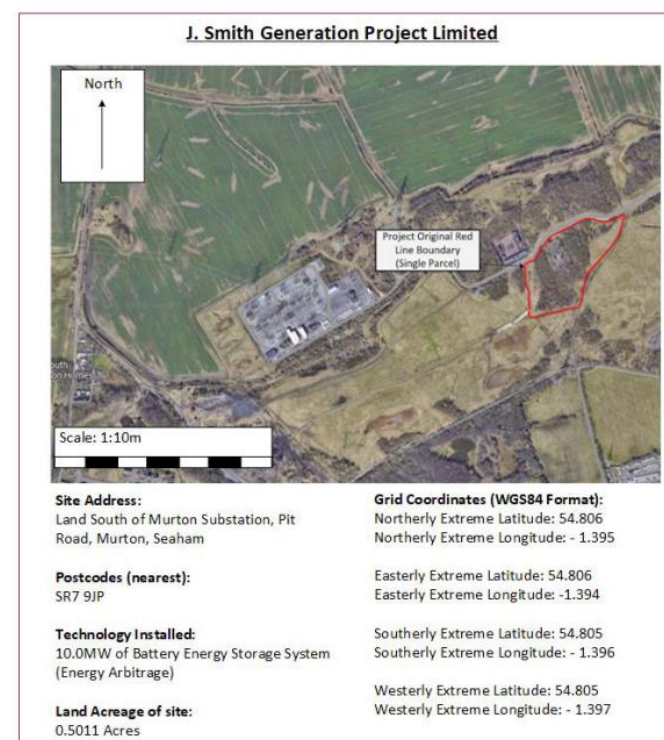 J. Smith Generation Project Limited
North
Project Original Red
Line Boundary
(Single Parcel)
Scale: 1:10m
Site Address:
Land South of Murton Substation, Pit
Road, Murton, Seaham
Postcodes (nearest):
SR7 9JP
Technology Installed:
10.0MW of Battery Energy Storage System
(Energy Arbitrage)
Land Acreage of site:
0.5011 Acres
Grid Coordinates (WGS84 Format):
Northerly Extreme Latitude: 54.806
Northerly Extreme Longitude: - 1.395
Easterly Extreme Latitude: 54.806
Easterly Extreme Longitude: -1.394
Southerly Extreme Latitude: 54.805
Southerly Extreme Longitude: - 1.396
Westerly Extreme Latitude: 54.805
Westerly Extreme Longitude: - 1.397